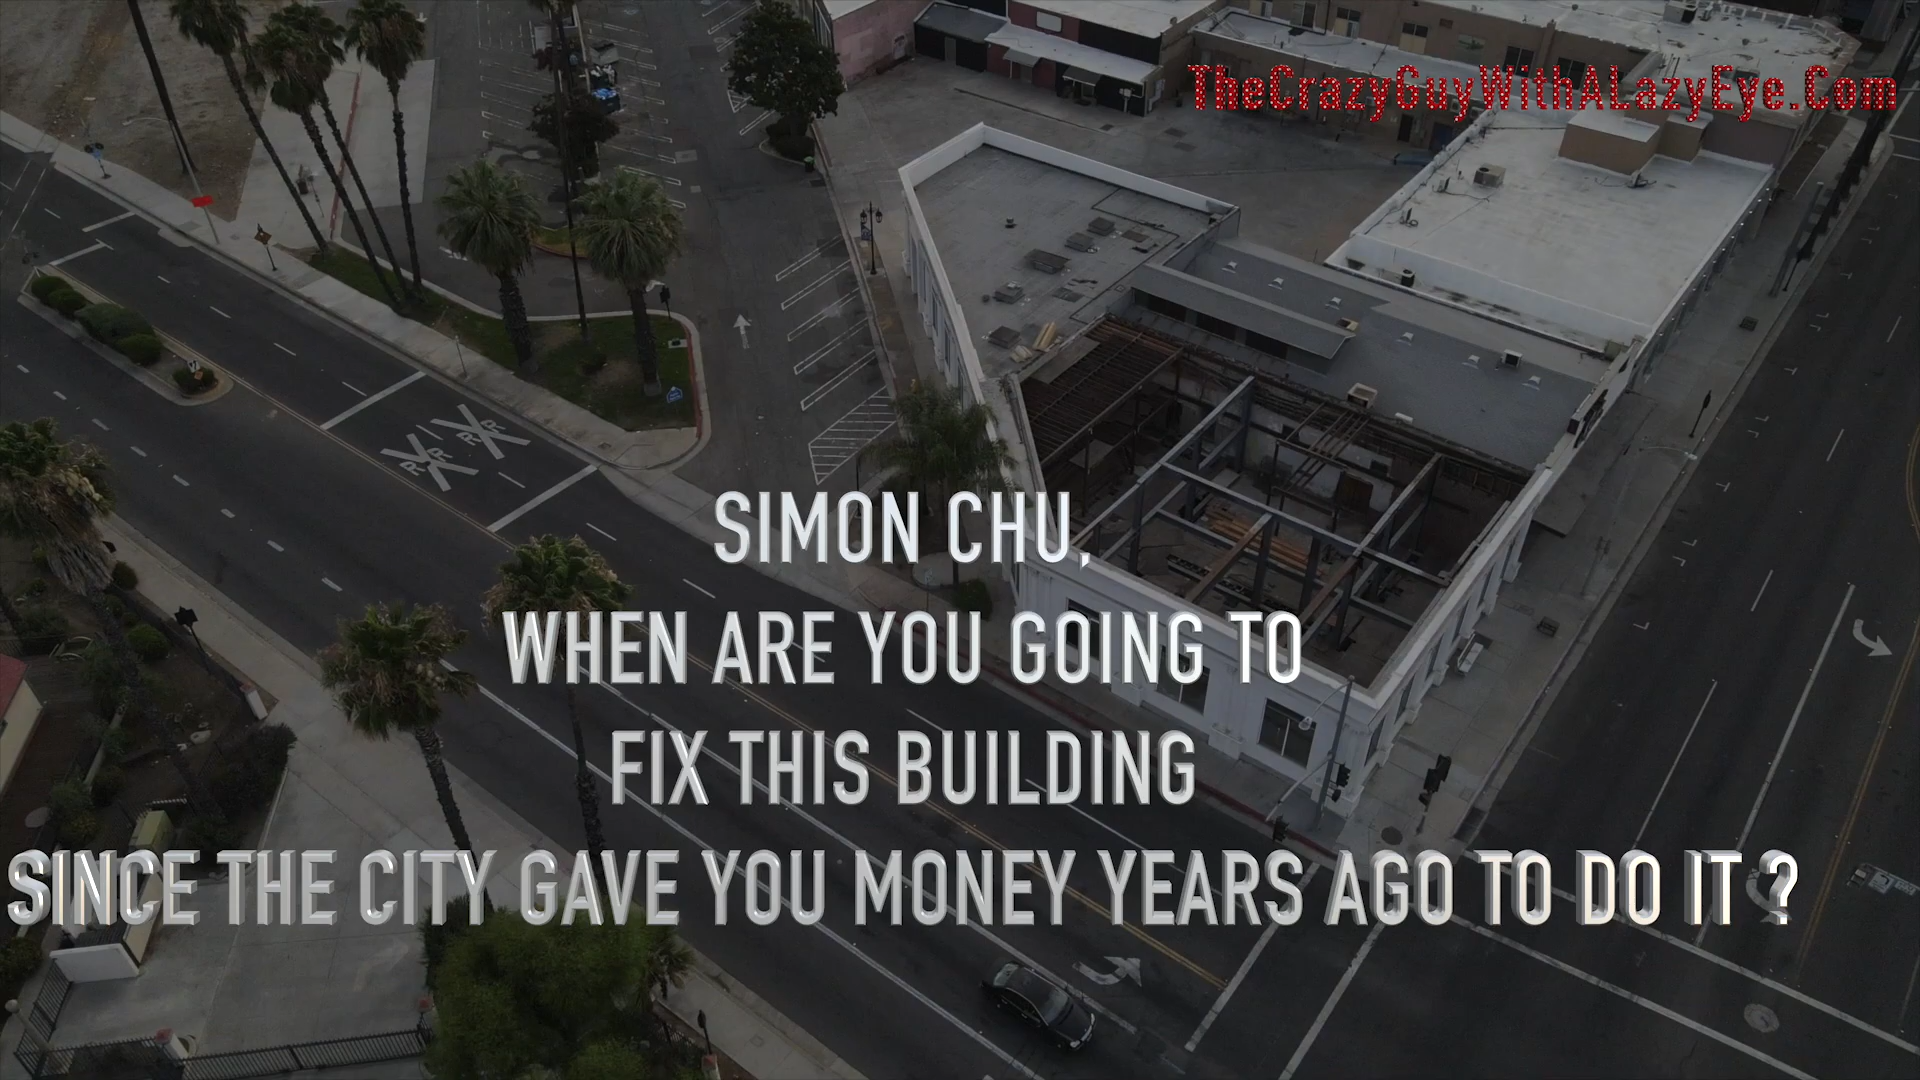 TheCrazyGuyWithALazyEye.Com
SIMON CHU,
WHEN ARE YOU GOING TO
FIX THIS BUILDING
SINCE THE CITY GAVE YOU MONEY YEARS AGO TO DO IT ?
R R
R R